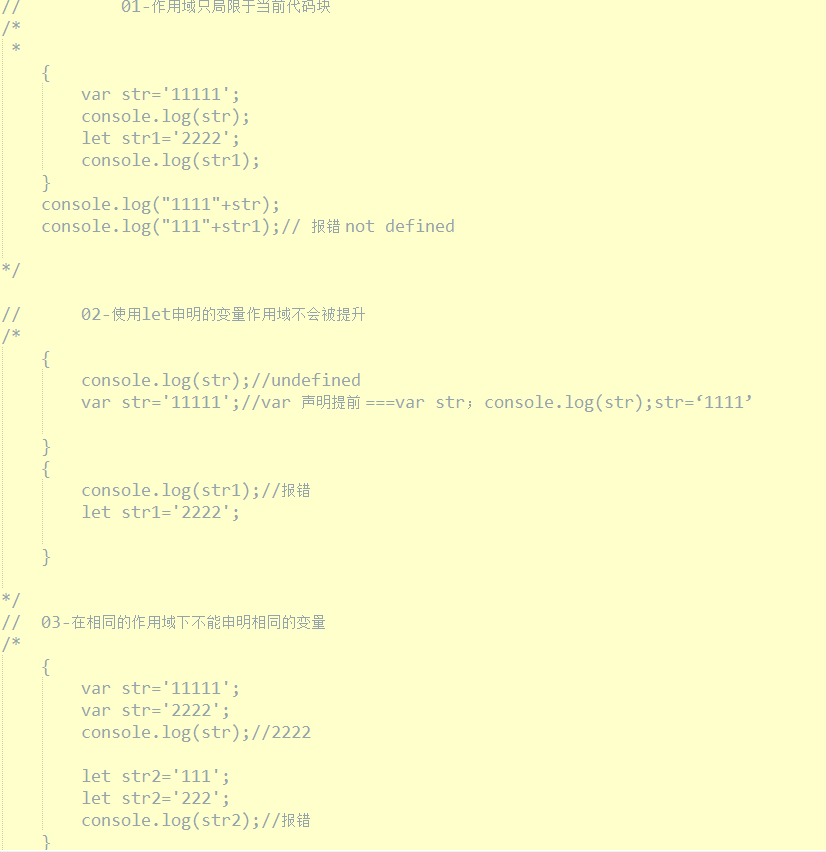 //          01-作用域只局限于当前代码块
/*
 *
    {
        var str='11111';
        console.log(str);
        let str1='2222';
        console.log(str1);
    }
    console.log("1111"+str);
    console.log("111"+str1);// 报错not defined
*/
//      02-使用let申明的变量作用域不会被提升
/*
    {
        console.log(str);//undefined
        var str='11111';//var 声明提前===var str；console.log(str);str=‘1111’
    }
    {
        console.log(str1);//报错
        let str1='2222';
    }
*/
//  03-在相同的作用域下不能申明相同的变量
/*
    {
        var str='11111';
        var str='2222';
        console.log(str);//2222
        let str2='111';
        let str2='222';
        console.log(str2);//报错
    }